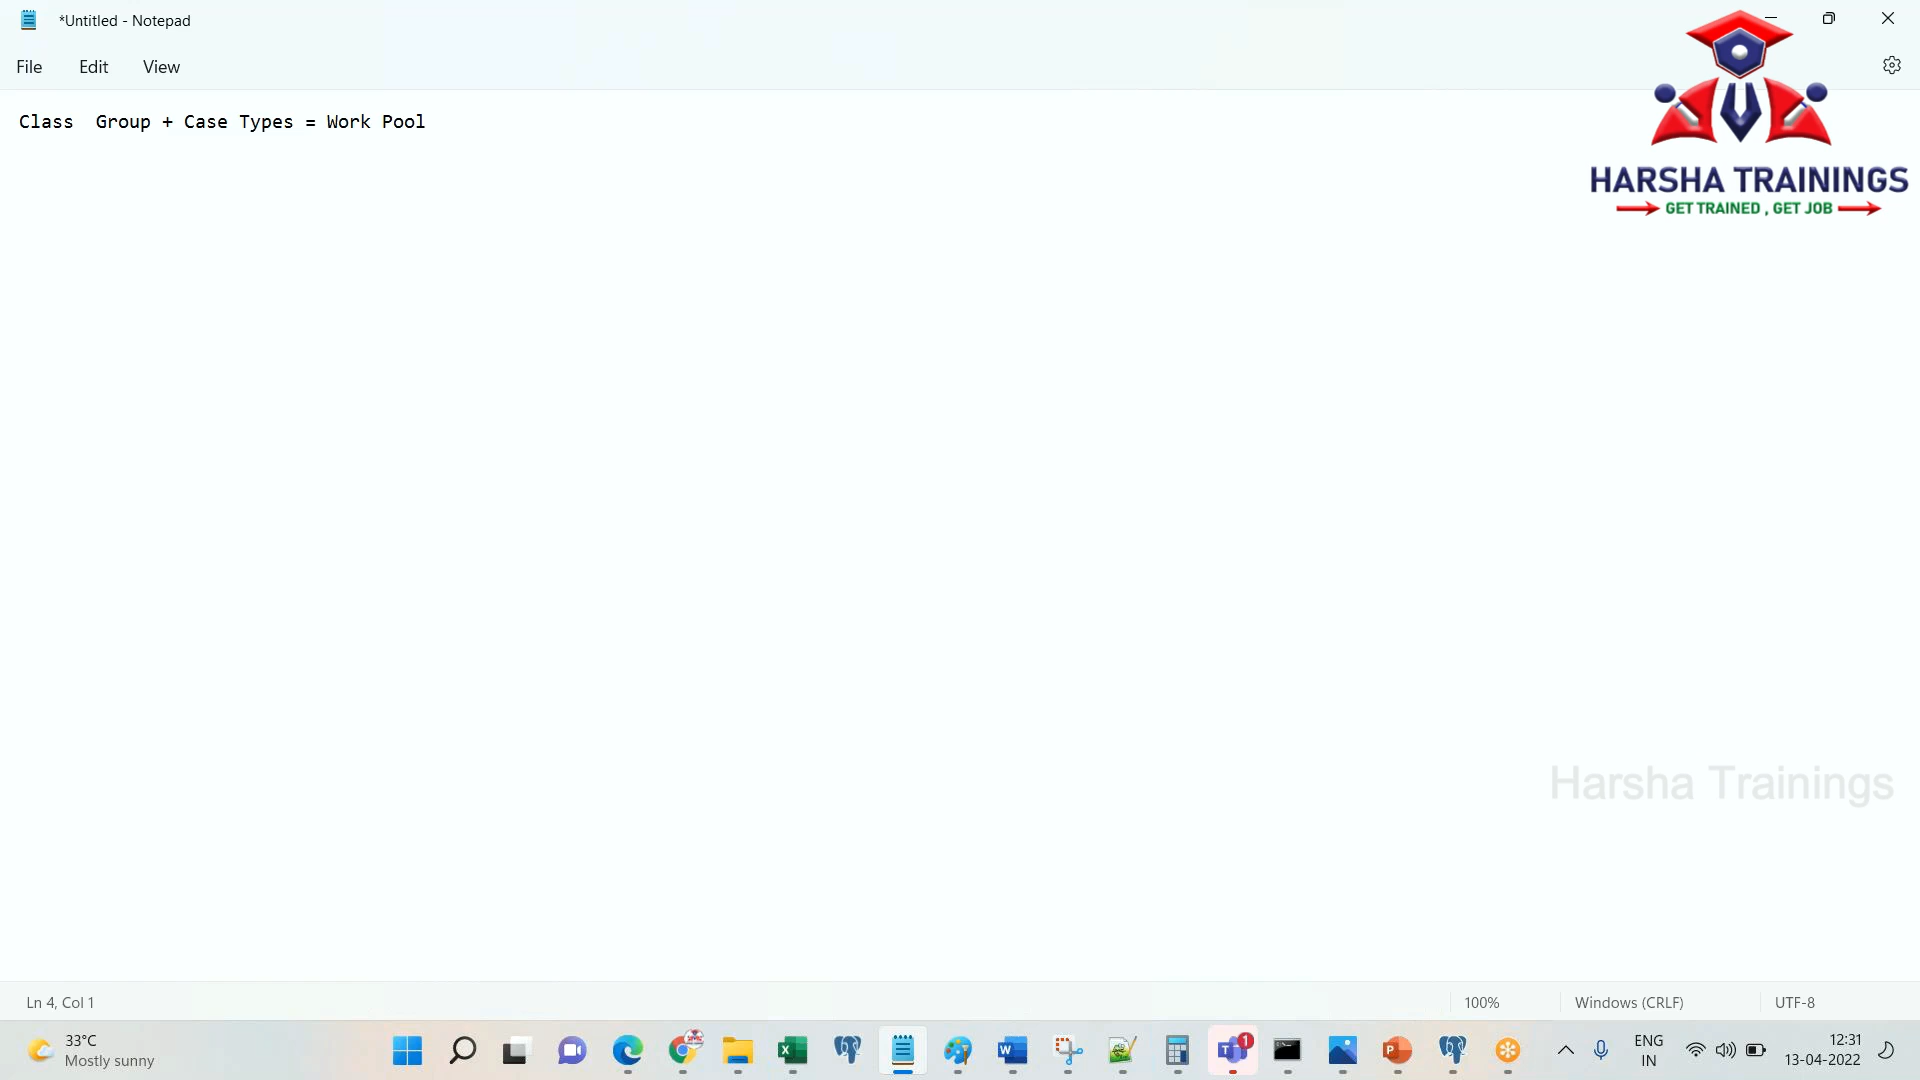 *Untitled - Notepad
File Edit View
Class  Group + Case Types = Work Pool
HARSHA TRAININGS
GET TRAINED , GET JOB
Harsha Trainings
Ln 4, Col 1 100% Windows (CRLF) UTF-8
33°C
Mostly sunny
1
ENG
IN
12:31
13-04-2022